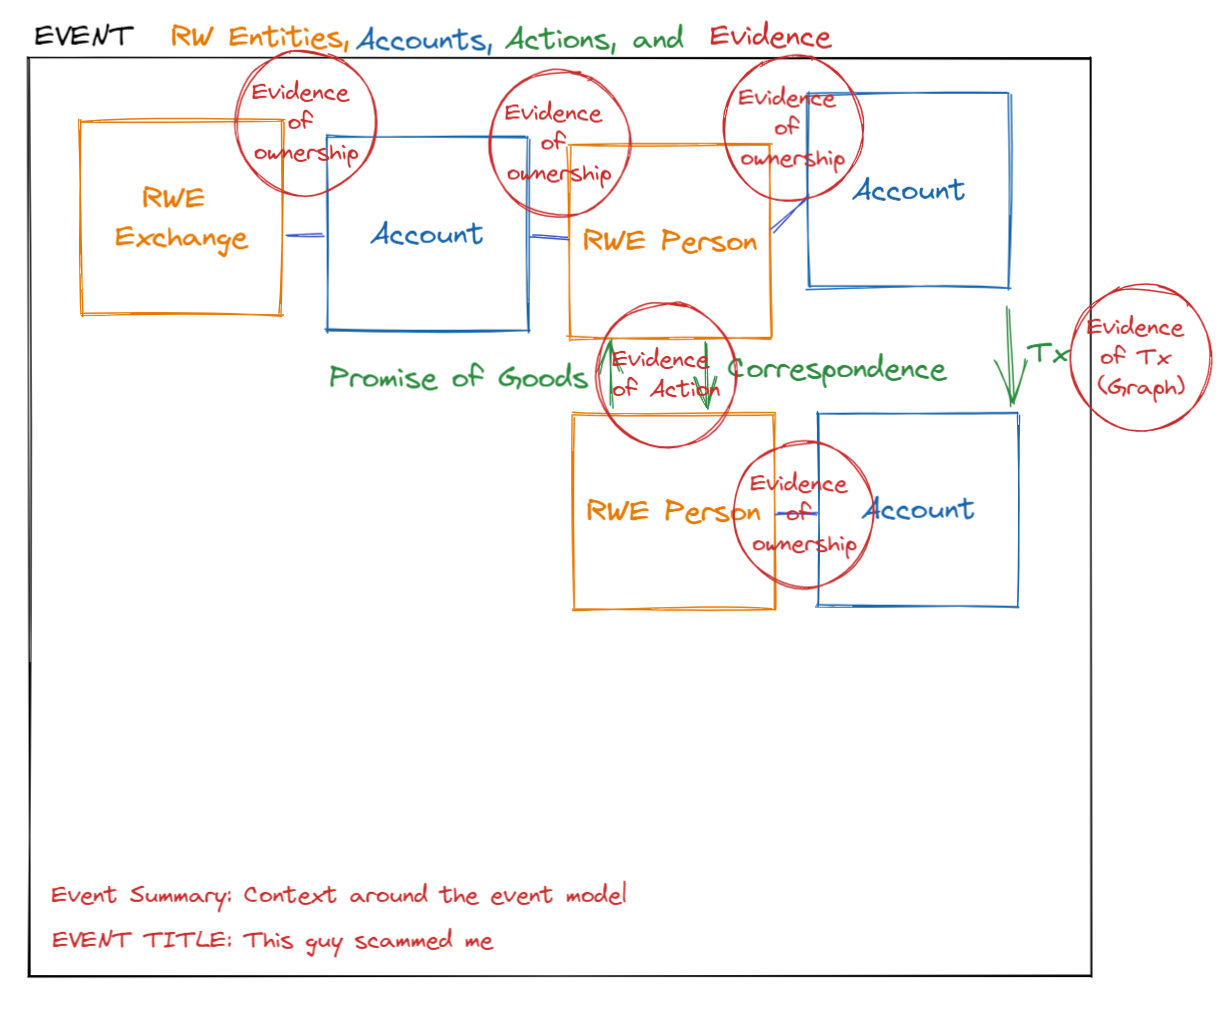 EVENT RW Entities, Accounts, Actions, and Evidence
Evidence
of
ownership
Evidence
of
ownership
Evidence
of
ownership
RWE
Exchange
Account
RWE Person
Account
Promise of Goods
Evidence
of Action
Correspondence
Tx
Evidence
of Tx
(Graph)
RWE Person
Evidence
of
ownership
Account
Event Summary: Context around the event model
EVENT TITLE: This guy scammed me